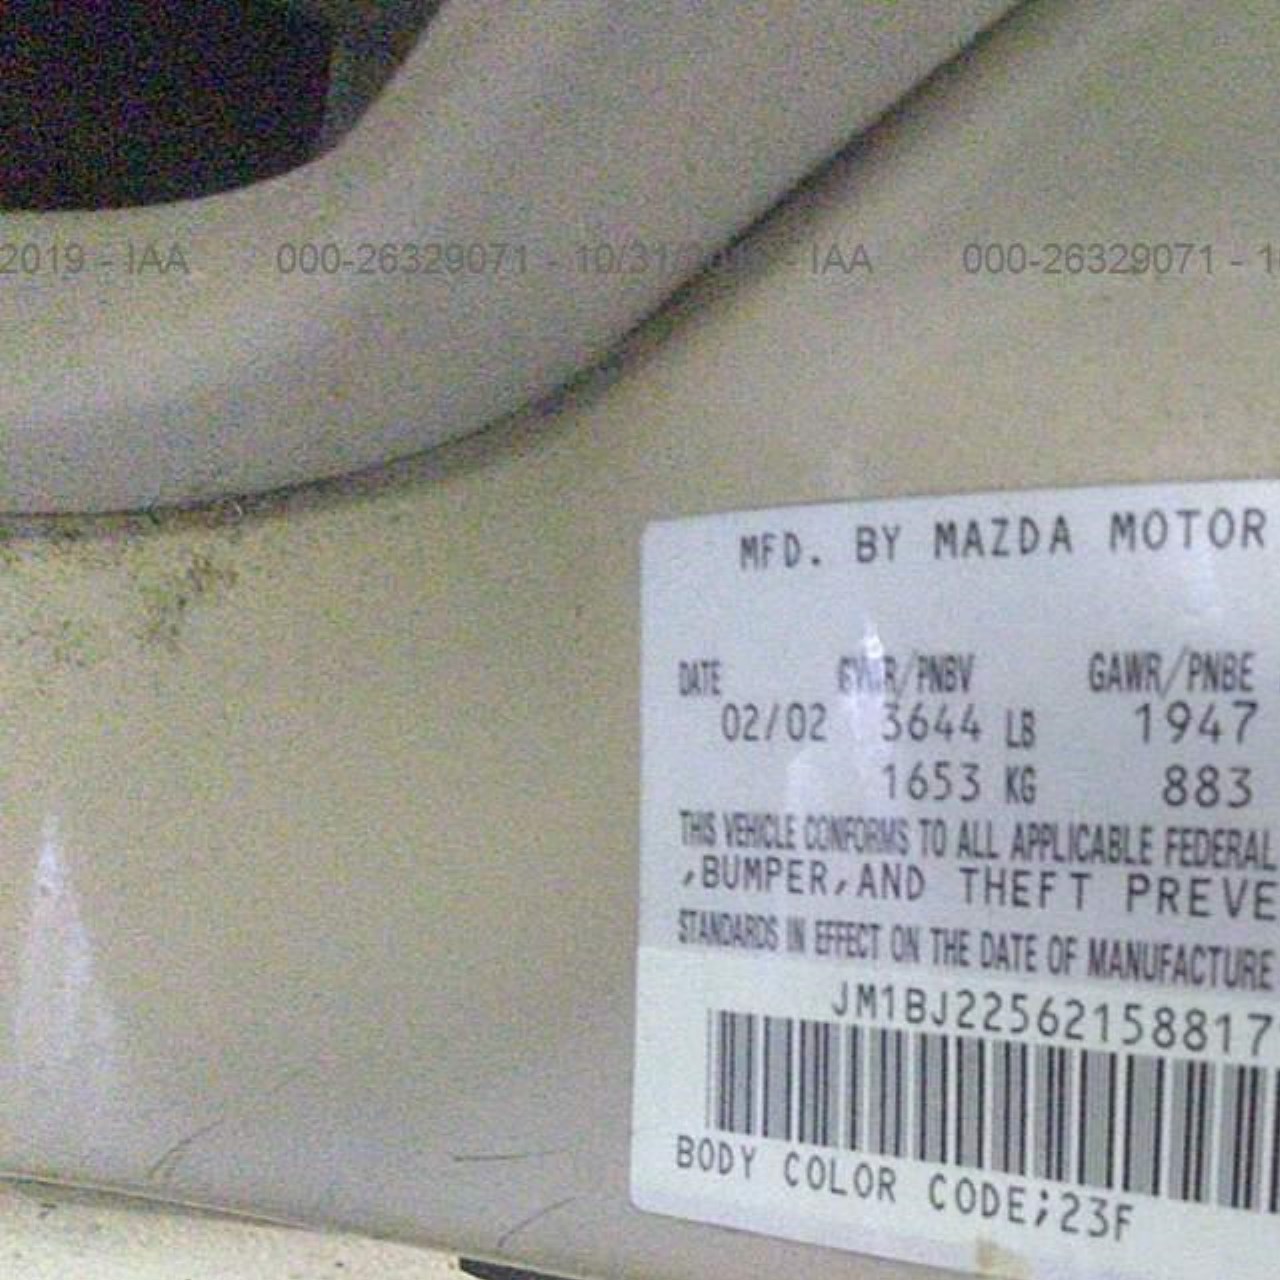 2019 - IAA 000-26329071 - 10/31/2019 - IAA 000-26329071 - 1
MFD. BY MAZDA MOTOR
DATE GVWR/PNBV GAWR/PNBE
02/02 3644 LB 1947
1653 KG 883
THIS VEHICLE CONFORMS TO ALL APPLICABLE FEDERAL
,BUMPER,AND THEFT PREVE
STANDARDS IN EFFECT ON THE DATE OF MANUFACTURE
JM1BJ22562158817
BODY COLOR CODE;23F